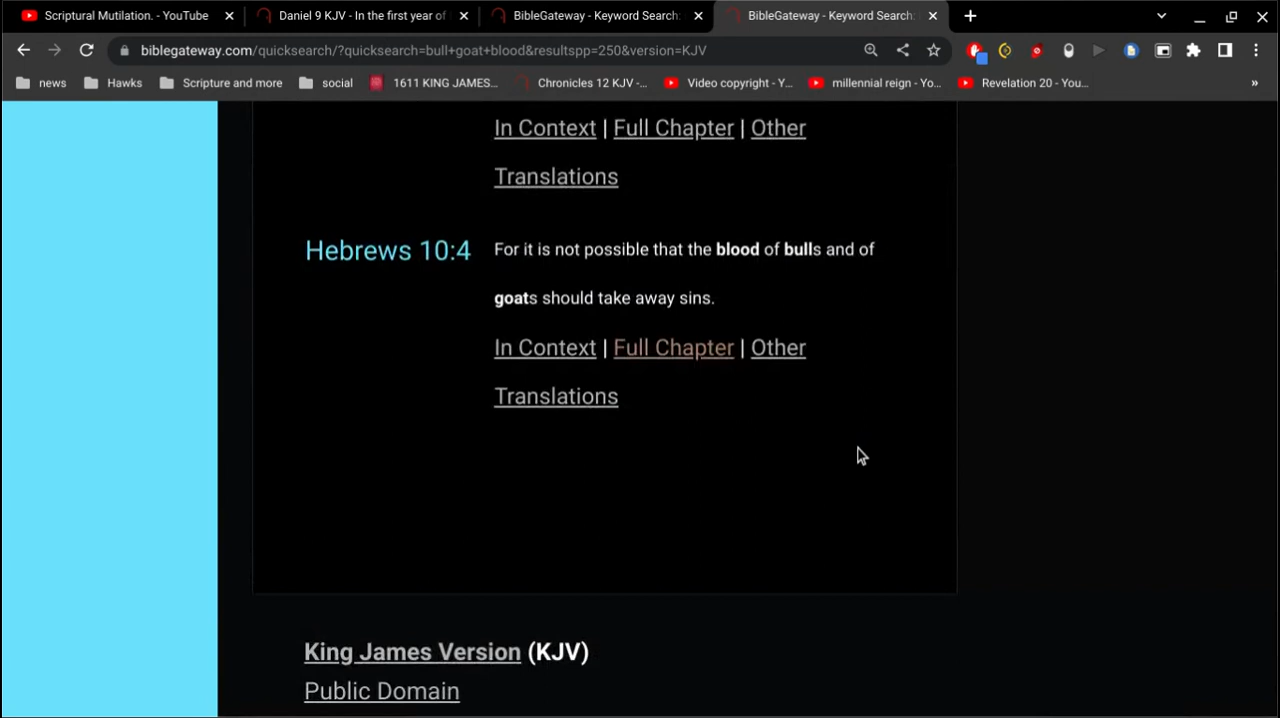 Scriptural Mutilation. - YouTube
Daniel 9 KJV - In the first year of
BibleGateway - Keyword Search:
BibleGateway - Keyword Search:
biblegateway.com/quicksearch/?quicksearch=bull+goat+blood&resultspp=250&version=KJV
news Hawks Scripture and more social 1611 KING JAMES... Chronicles 12 KJV -... Video copyright - Y... millennial reign - Yo... Revelation 20 - You... »
In Context | Full Chapter | Other
Translations
Hebrews 10:4 For it is not possible that the blood of bulls and of
goats should take away sins.
In Context | Full Chapter | Other
Translations
King James Version (KJV)
Public Domain